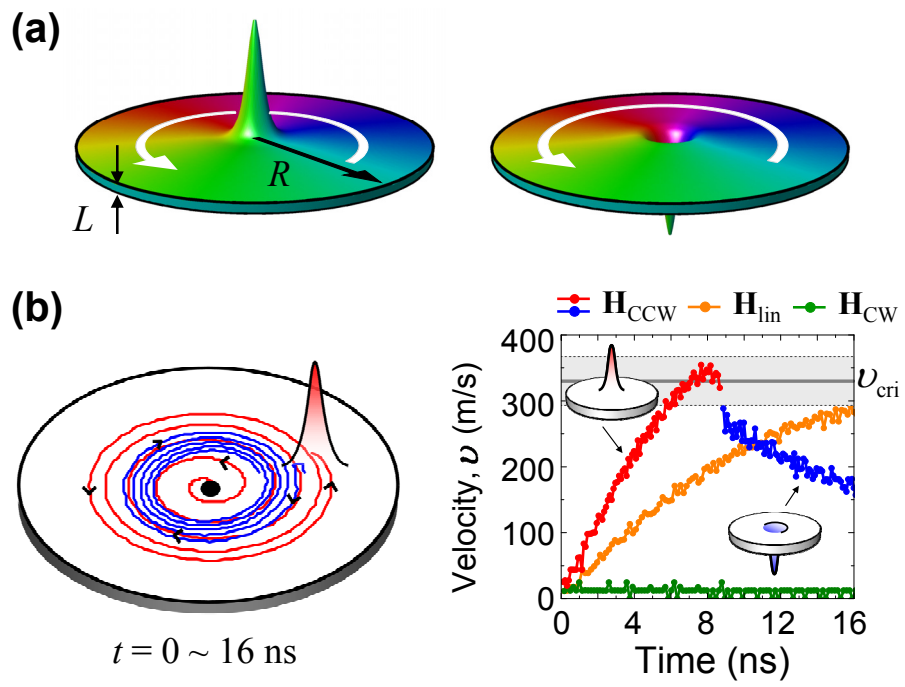 (a)
R
L
(b)
H_CCW H_lin H_CW
400
300
200
100
0
Velocity, υ (m/s)
υ_cri
0 4 8 12 16
Time (ns)
t = 0 ~ 16 ns